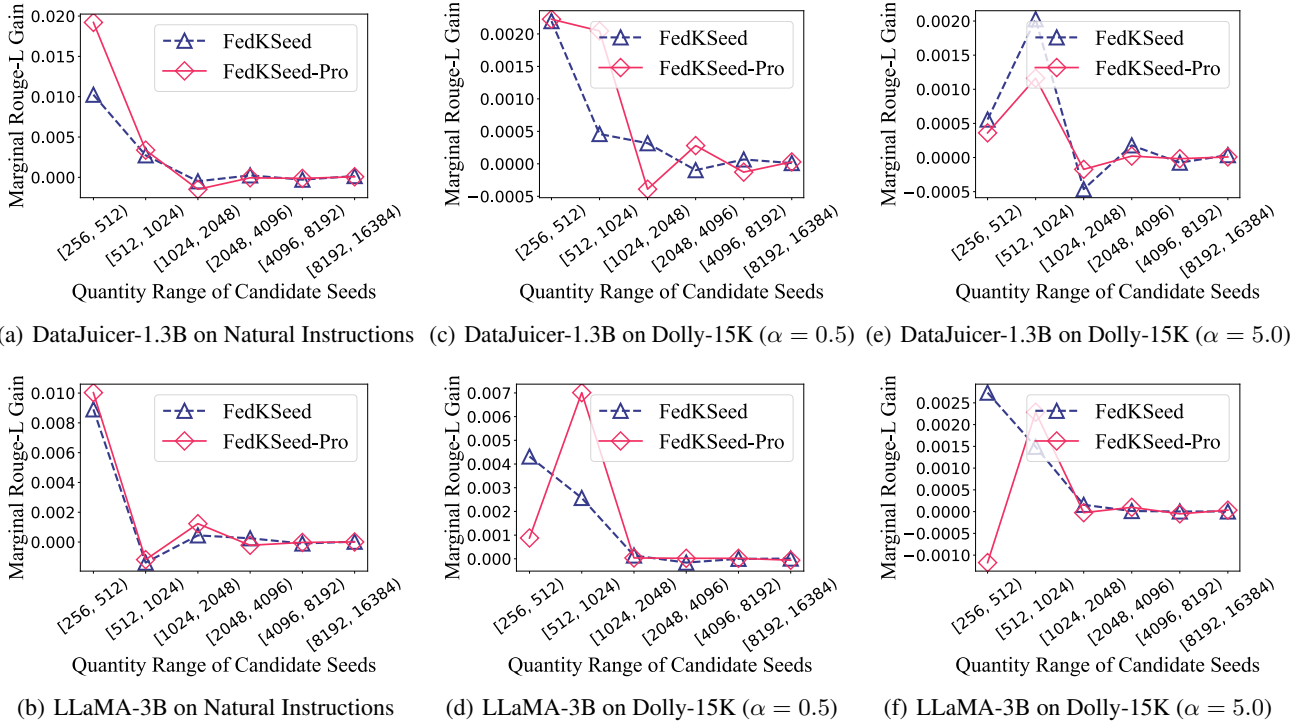 Marginal Rouge-L Gain
0.020
0.015
0.010
0.005
0.000
FedKSeed
FedKSeed-Pro
[256, 512)
[512, 1024)
[1024, 2048)
[2048, 4096)
[4096, 8192)
[8192, 16384)
Quantity Range of Candidate Seeds
(a) DataJuicer-1.3B on Natural Instructions
Marginal Rouge-L Gain
0.0020
0.0015
0.0010
0.0005
0.0000
−0.0005
FedKSeed
FedKSeed-Pro
[256, 512)
[512, 1024)
[1024, 2048)
[2048, 4096)
[4096, 8192)
[8192, 16384)
Quantity Range of Candidate Seeds
(c) DataJuicer-1.3B on Dolly-15K (α = 0.5)
Marginal Rouge-L Gain
0.0020
0.0015
0.0010
0.0005
0.0000
−0.0005
FedKSeed
FedKSeed-Pro
[256, 512)
[512, 1024)
[1024, 2048)
[2048, 4096)
[4096, 8192)
[8192, 16384)
Quantity Range of Candidate Seeds
(e) DataJuicer-1.3B on Dolly-15K (α = 5.0)
Marginal Rouge-L Gain
0.010
0.008
0.006
0.004
0.002
0.000
FedKSeed
FedKSeed-Pro
[256, 512)
[512, 1024)
[1024, 2048)
[2048, 4096)
[4096, 8192)
[8192, 16384)
Quantity Range of Candidate Seeds
(b) LLaMA-3B on Natural Instructions
Marginal Rouge-L Gain
0.007
0.006
0.005
0.004
0.003
0.002
0.001
0.000
FedKSeed
FedKSeed-Pro
[256, 512)
[512, 1024)
[1024, 2048)
[2048, 4096)
[4096, 8192)
[8192, 16384)
Quantity Range of Candidate Seeds
(d) LLaMA-3B on Dolly-15K (α = 0.5)
Marginal Rouge-L Gain
0.0025
0.0020
0.0015
0.0010
0.0005
0.0000
−0.0005
−0.0010
FedKSeed
FedKSeed-Pro
[256, 512)
[512, 1024)
[1024, 2048)
[2048, 4096)
[4096, 8192)
[8192, 16384)
Quantity Range of Candidate Seeds
(f) LLaMA-3B on Dolly-15K (α = 5.0)